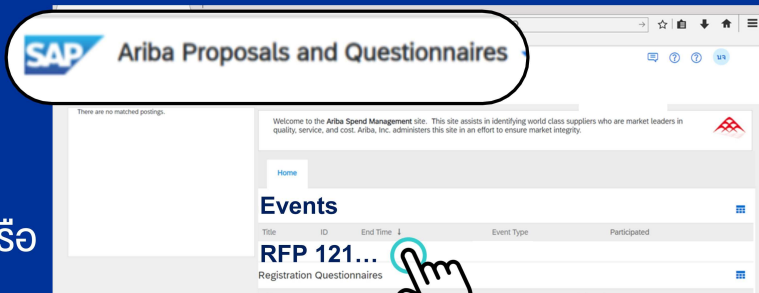 SAP Ariba Proposals and Questionnaires
There are no matched postings.
Welcome to the Ariba Spend Management site. This site assists in identifying world class suppliers who are market leaders in
quality, service, and cost. Ariba, Inc. administers this site in an effort to ensure market integrity.
Home
Events
Title ID End Time ↓ Event Type Participated
รือ
RFP 121...
Registration Questionnaires